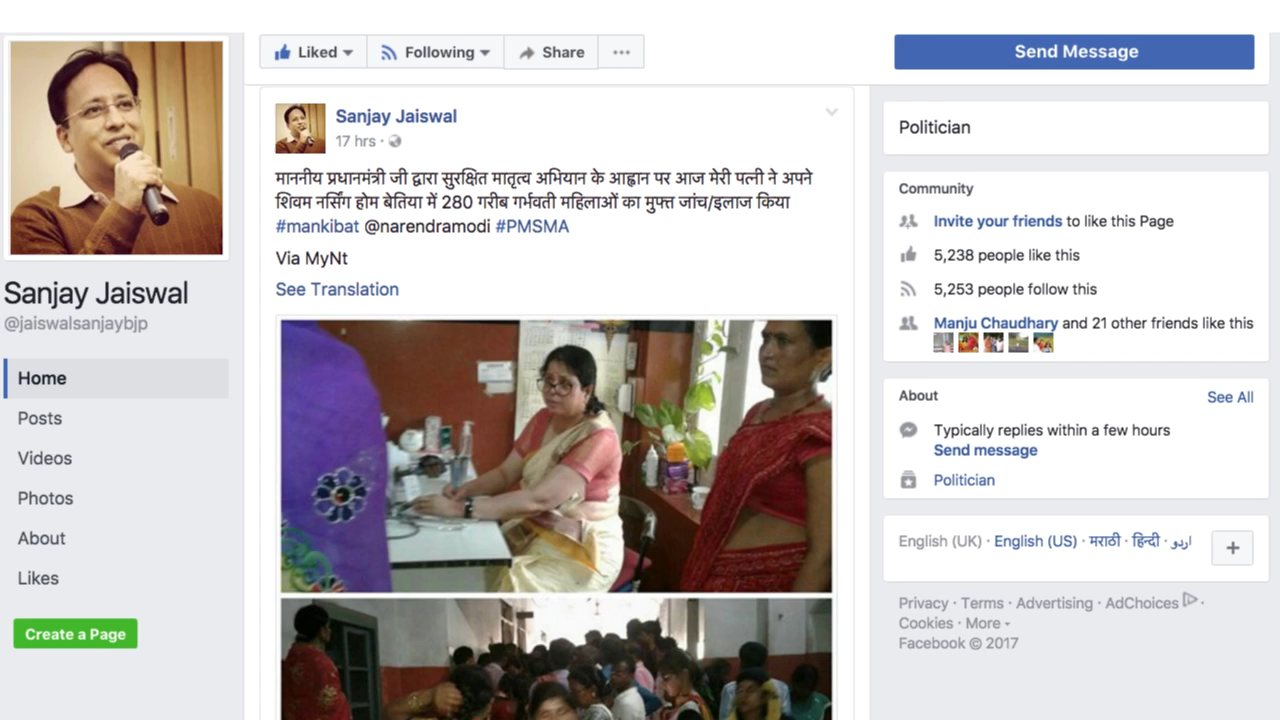 Liked
Following
Share
Send Message
Sanjay Jaiswal
17 hrs
माननीय प्रधानमंत्री जी द्वारा सुरक्षित मातृत्व अभियान के आह्वान पर आज मेरी पत्नी ने अपने
शिवम नर्सिंग होम बेतिया में 280 गरीब गर्भवती महिलाओं का मुफ्त जांच/इलाज किया
#mankibat @narendramodi #PMSMA
Via MyNt
See Translation
Sanjay Jaiswal
@jaiswalsanjaybjp
Home
Posts
Videos
Photos
About
Likes
Create a Page
Politician
Community
Invite your friends to like this Page
5,238 people like this
5,253 people follow this
Manju Chaudhary and 21 other friends like this
About
See All
Typically replies within a few hours
Send message
Politician
English (UK) · English (US) · मराठी · हिन्दी · اردو
Privacy · Terms · Advertising · AdChoices ·
Cookies · More
Facebook © 2017